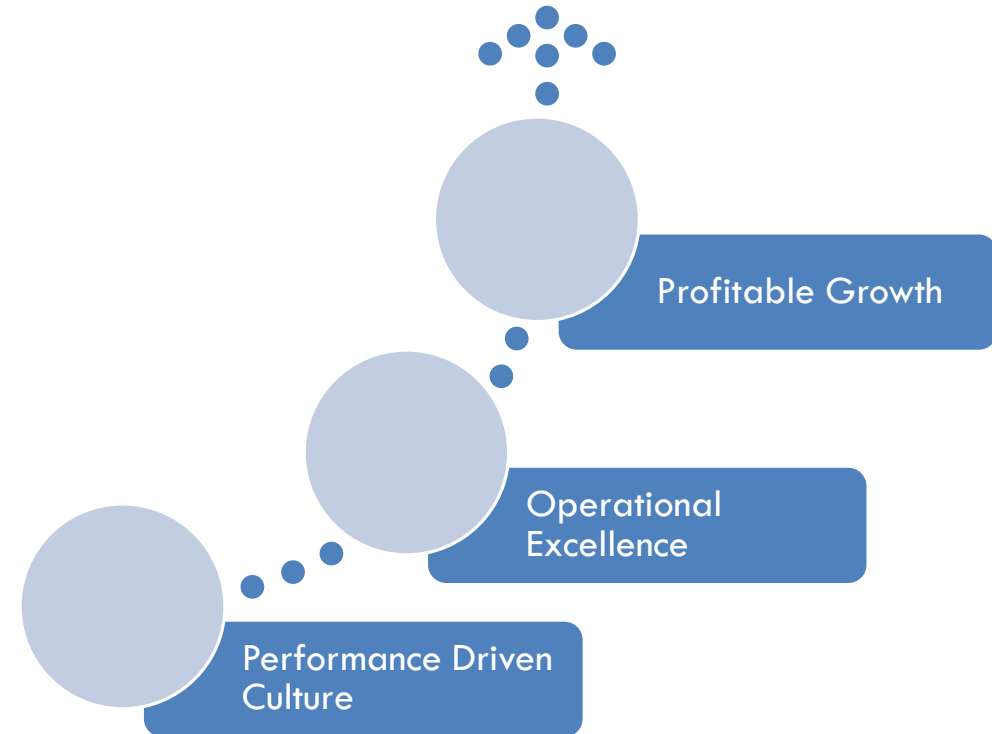 Profitable Growth
Operational
Excellence
Performance Driven
Culture